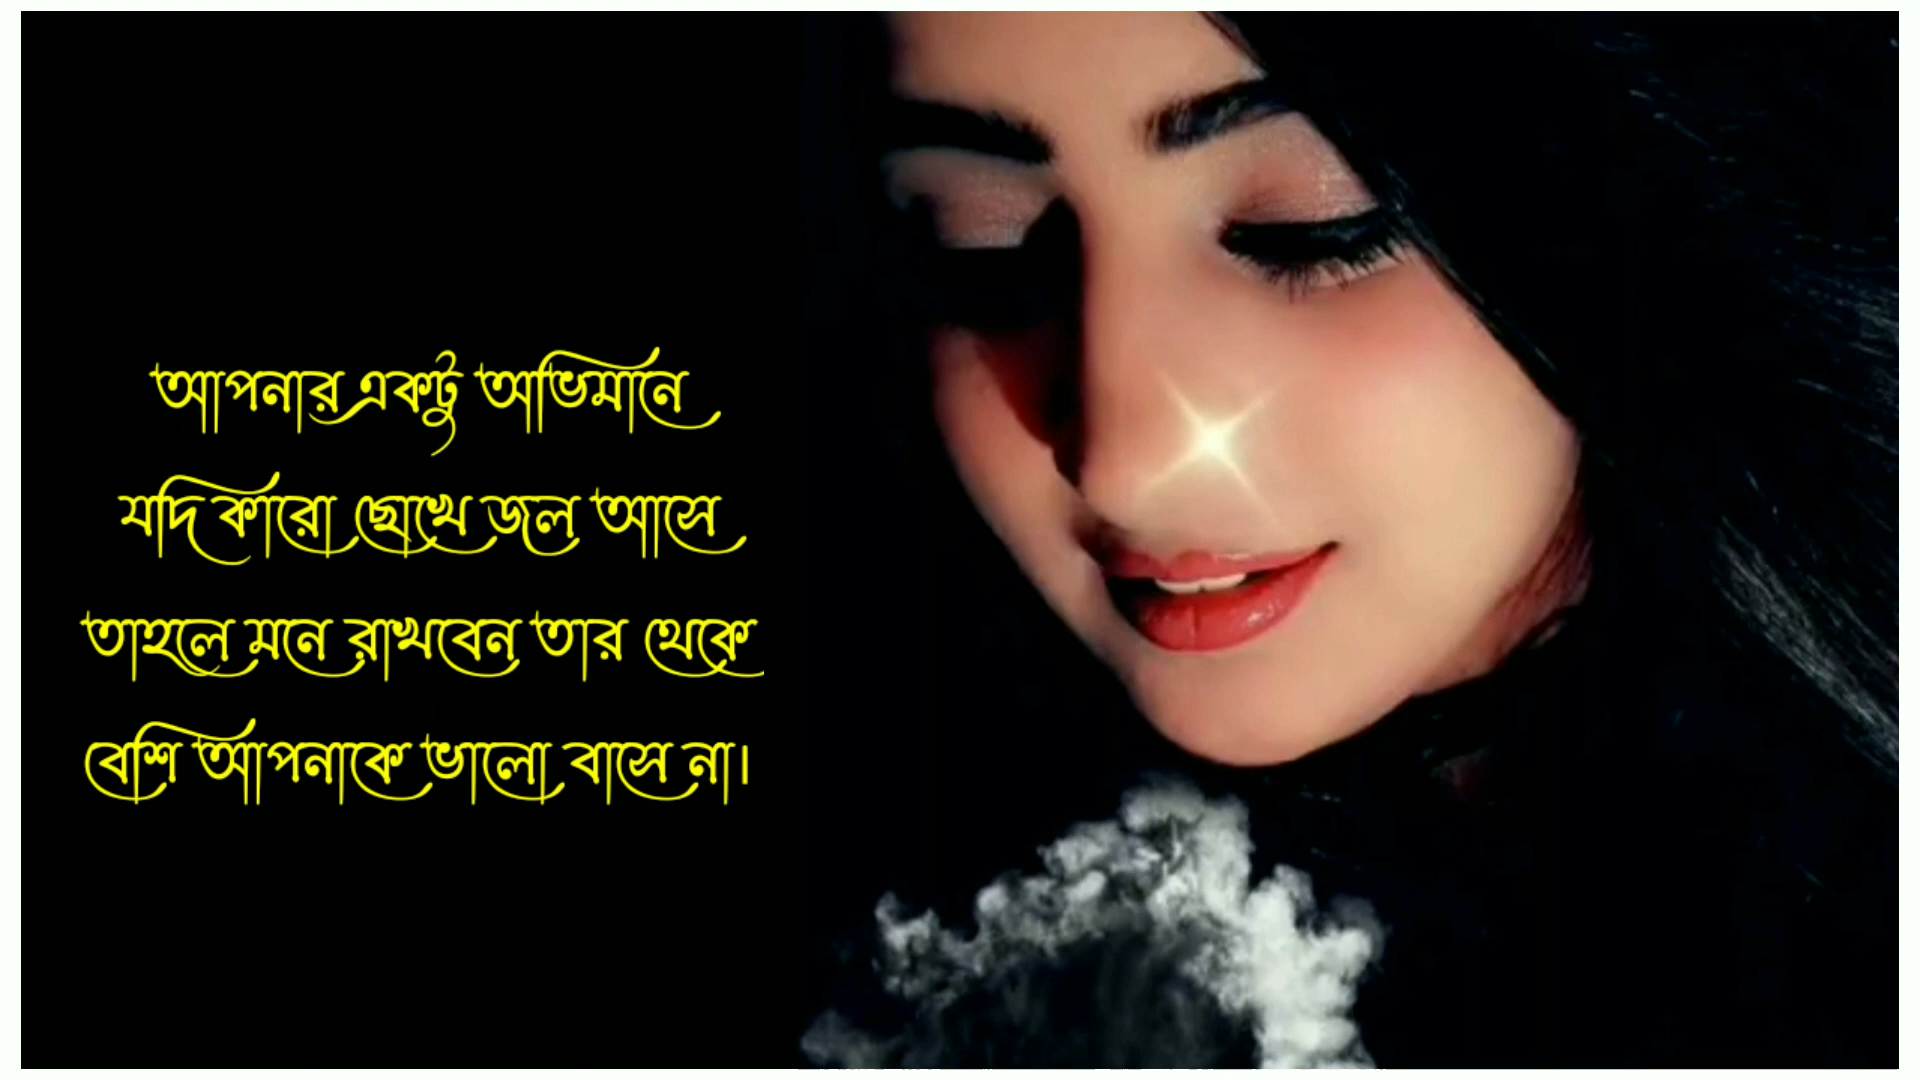 আপনার একটু অভিমানে
যদি কারো ছোখে জল আসে
তাহলে মনে রাখবেন তার থেকে
বেশি আপনাকে ভালো বাসে না।